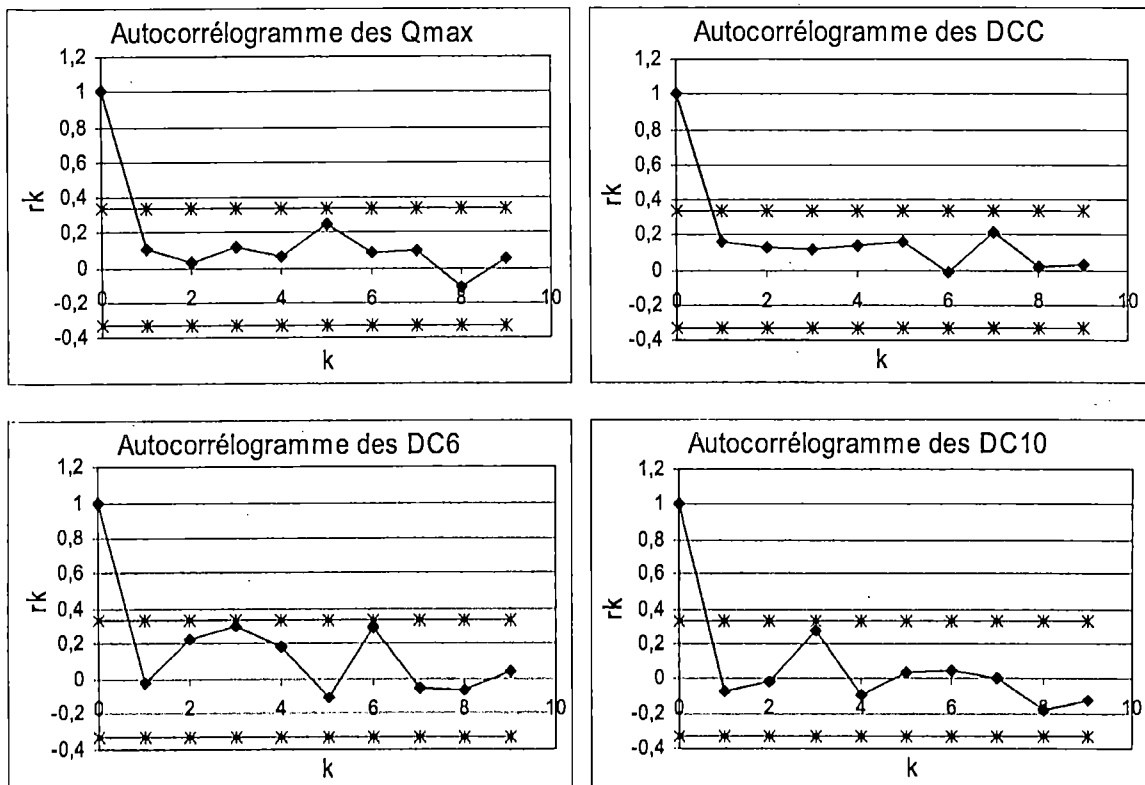 Autocorrélogramme des Qmax
1,2
1
0,8
0,6
0,4
0,2
0
-0,2
-0,4
rk
0 2 4 6 8 10
k
Autocorrélogramme des DCC
1,2
1
0,8
0,6
0,4
0,2
0
-0,2
-0,4
rk
0 2 4 6 8 10
k
Autocorrélogramme des DC6
1,2
1
0,8
0,6
0,4
0,2
0
-0,2
-0,4
rk
0 2 4 6 8 10
k
Autocorrélogramme des DC10
1,2
1
0,8
0,6
0,4
0,2
0
-0,2
-0,4
rk
0 2 4 6 8 10
k